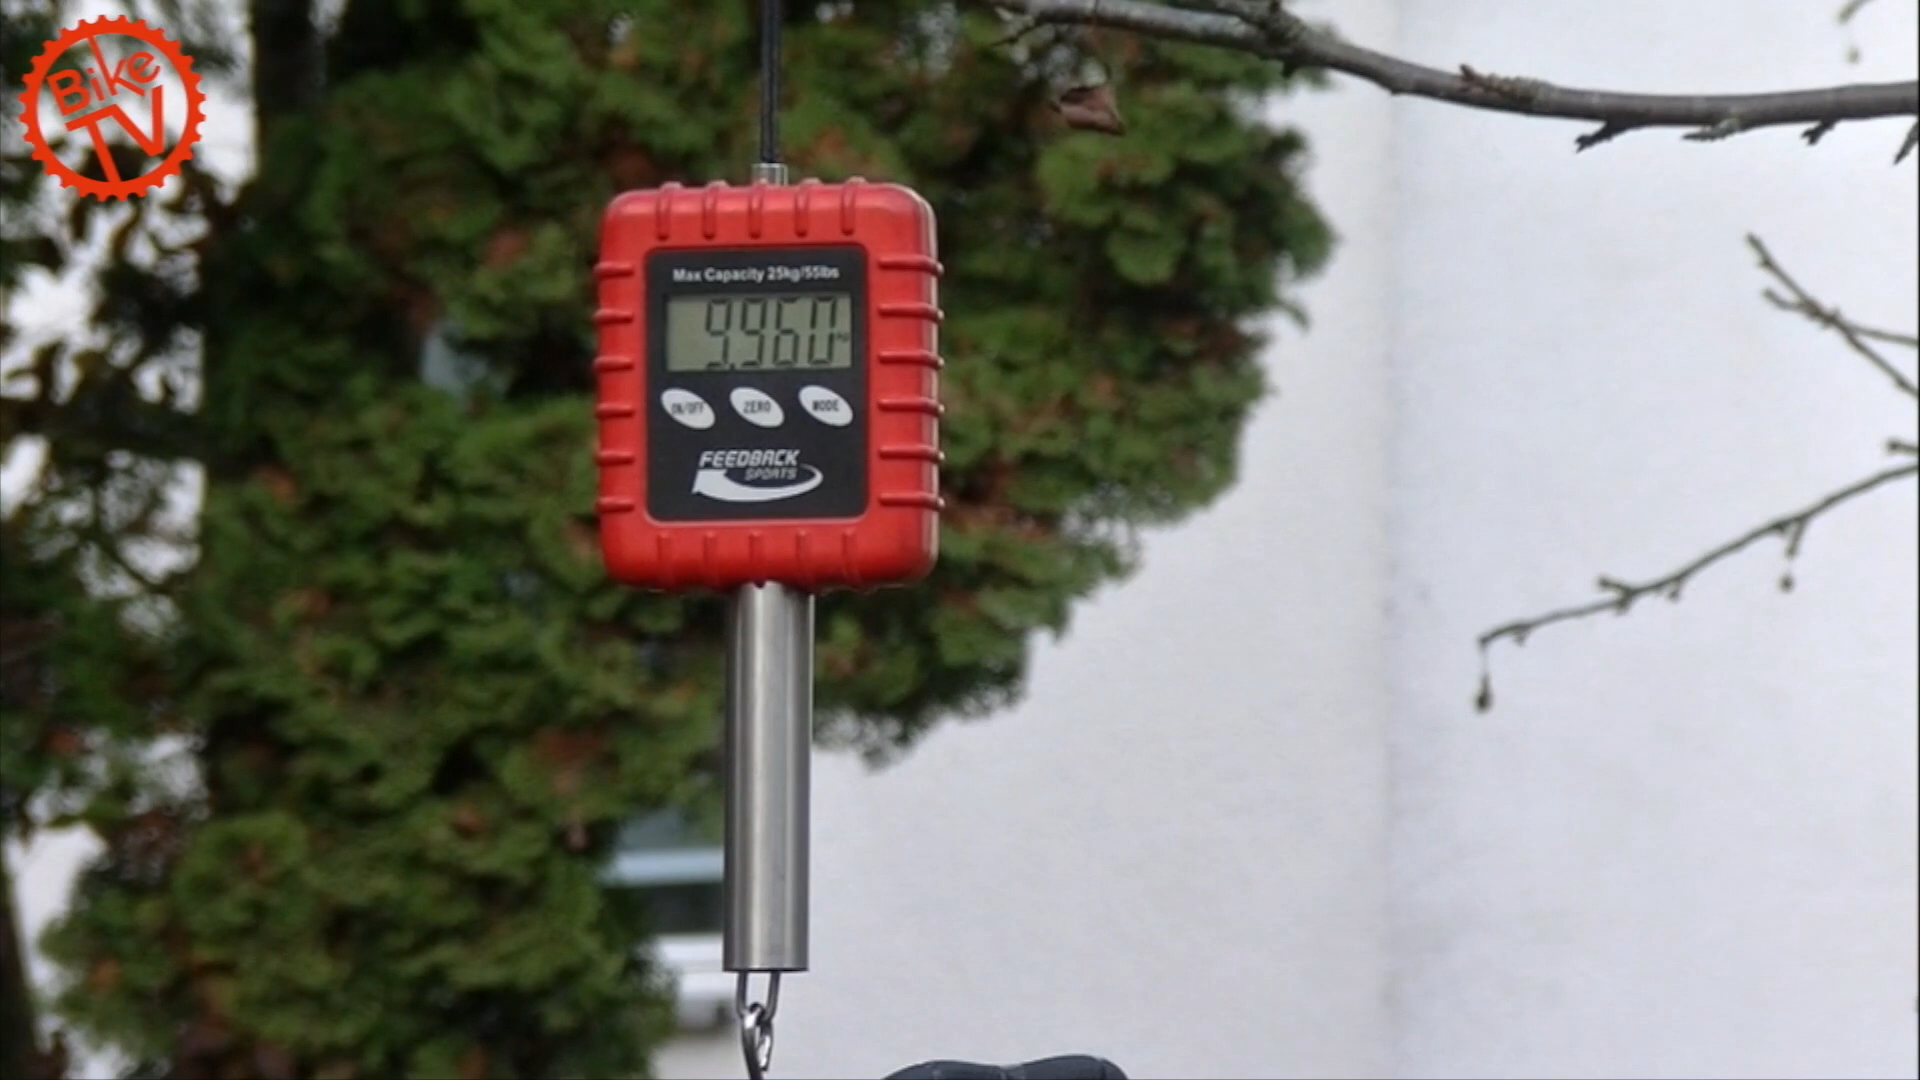 Bike
TV
Max Capacity 25kg/55lbs
9.960
ON/OFF ZERO MODE
FEEDBACK
SPORTS